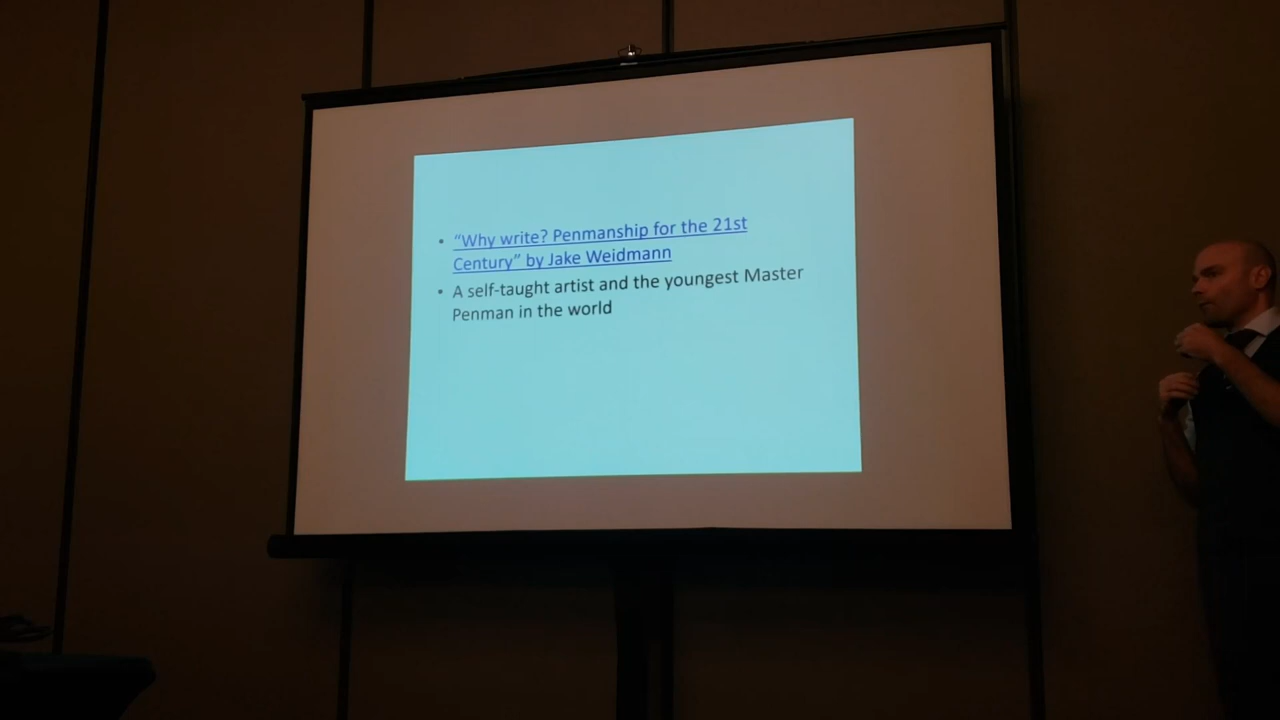 • “Why write? Penmanship for the 21st
Century” by Jake Weidmann
• A self-taught artist and the youngest Master
Penman in the world